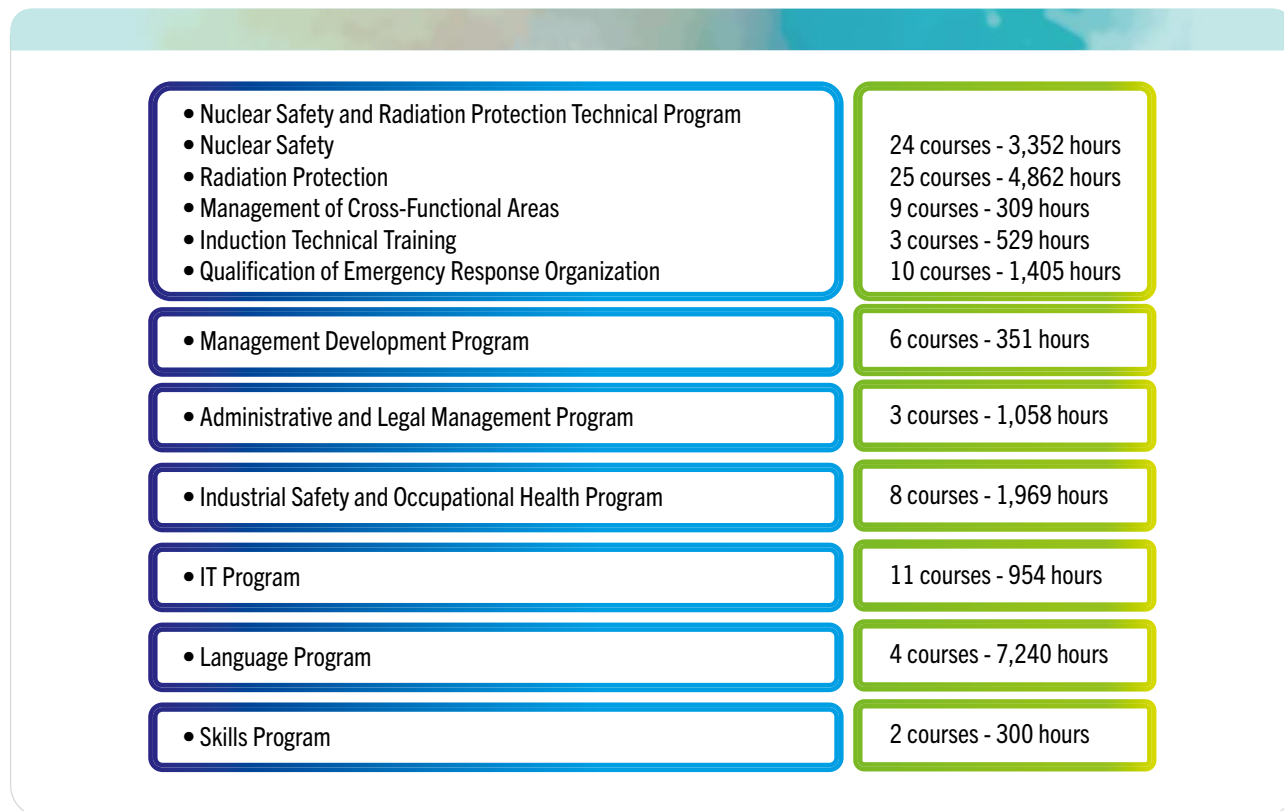 • Nuclear Safety and Radiation Protection Technical Program
• Nuclear Safety 24 courses - 3,352 hours
• Radiation Protection 25 courses - 4,862 hours
• Management of Cross-Functional Areas 9 courses - 309 hours
• Induction Technical Training 3 courses - 529 hours
• Qualification of Emergency Response Organization 10 courses - 1,405 hours
• Management Development Program 6 courses - 351 hours
• Administrative and Legal Management Program 3 courses - 1,058 hours
• Industrial Safety and Occupational Health Program 8 courses - 1,969 hours
• IT Program 11 courses - 954 hours
• Language Program 4 courses - 7,240 hours
• Skills Program 2 courses - 300 hours